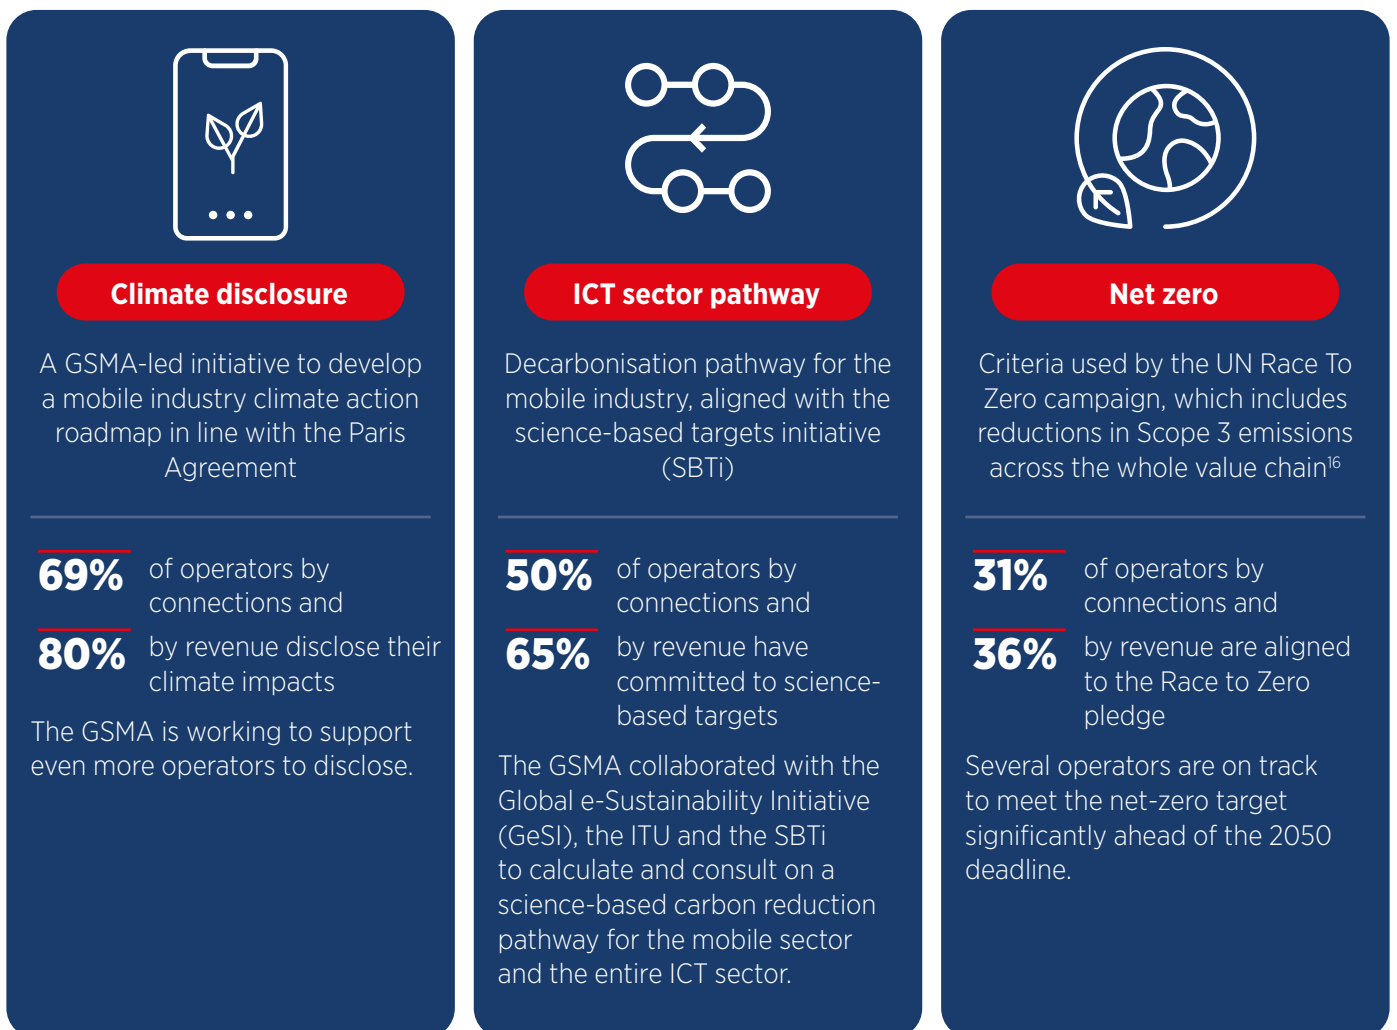 Climate disclosure
A GSMA-led initiative to develop
a mobile industry climate action
roadmap in line with the Paris
Agreement
69% of operators by
connections and
80% by revenue disclose their
climate impacts
The GSMA is working to support
even more operators to disclose.
ICT sector pathway
Decarbonisation pathway for the
mobile industry, aligned with the
science-based targets initiative
(SBTi)
50% of operators by
connections and
65% by revenue have
committed to science-
based targets
The GSMA collaborated with the
Global e-Sustainability Initiative
(GeSI), the ITU and the SBTi
to calculate and consult on a
science-based carbon reduction
pathway for the mobile sector
and the entire ICT sector.
Net zero
Criteria used by the UN Race To
Zero campaign, which includes
reductions in Scope 3 emissions
across the whole value chain16
31% of operators by
connections and
36% by revenue are aligned
to the Race to Zero
pledge
Several operators are on track
to meet the net-zero target
significantly ahead of the 2050
deadline.